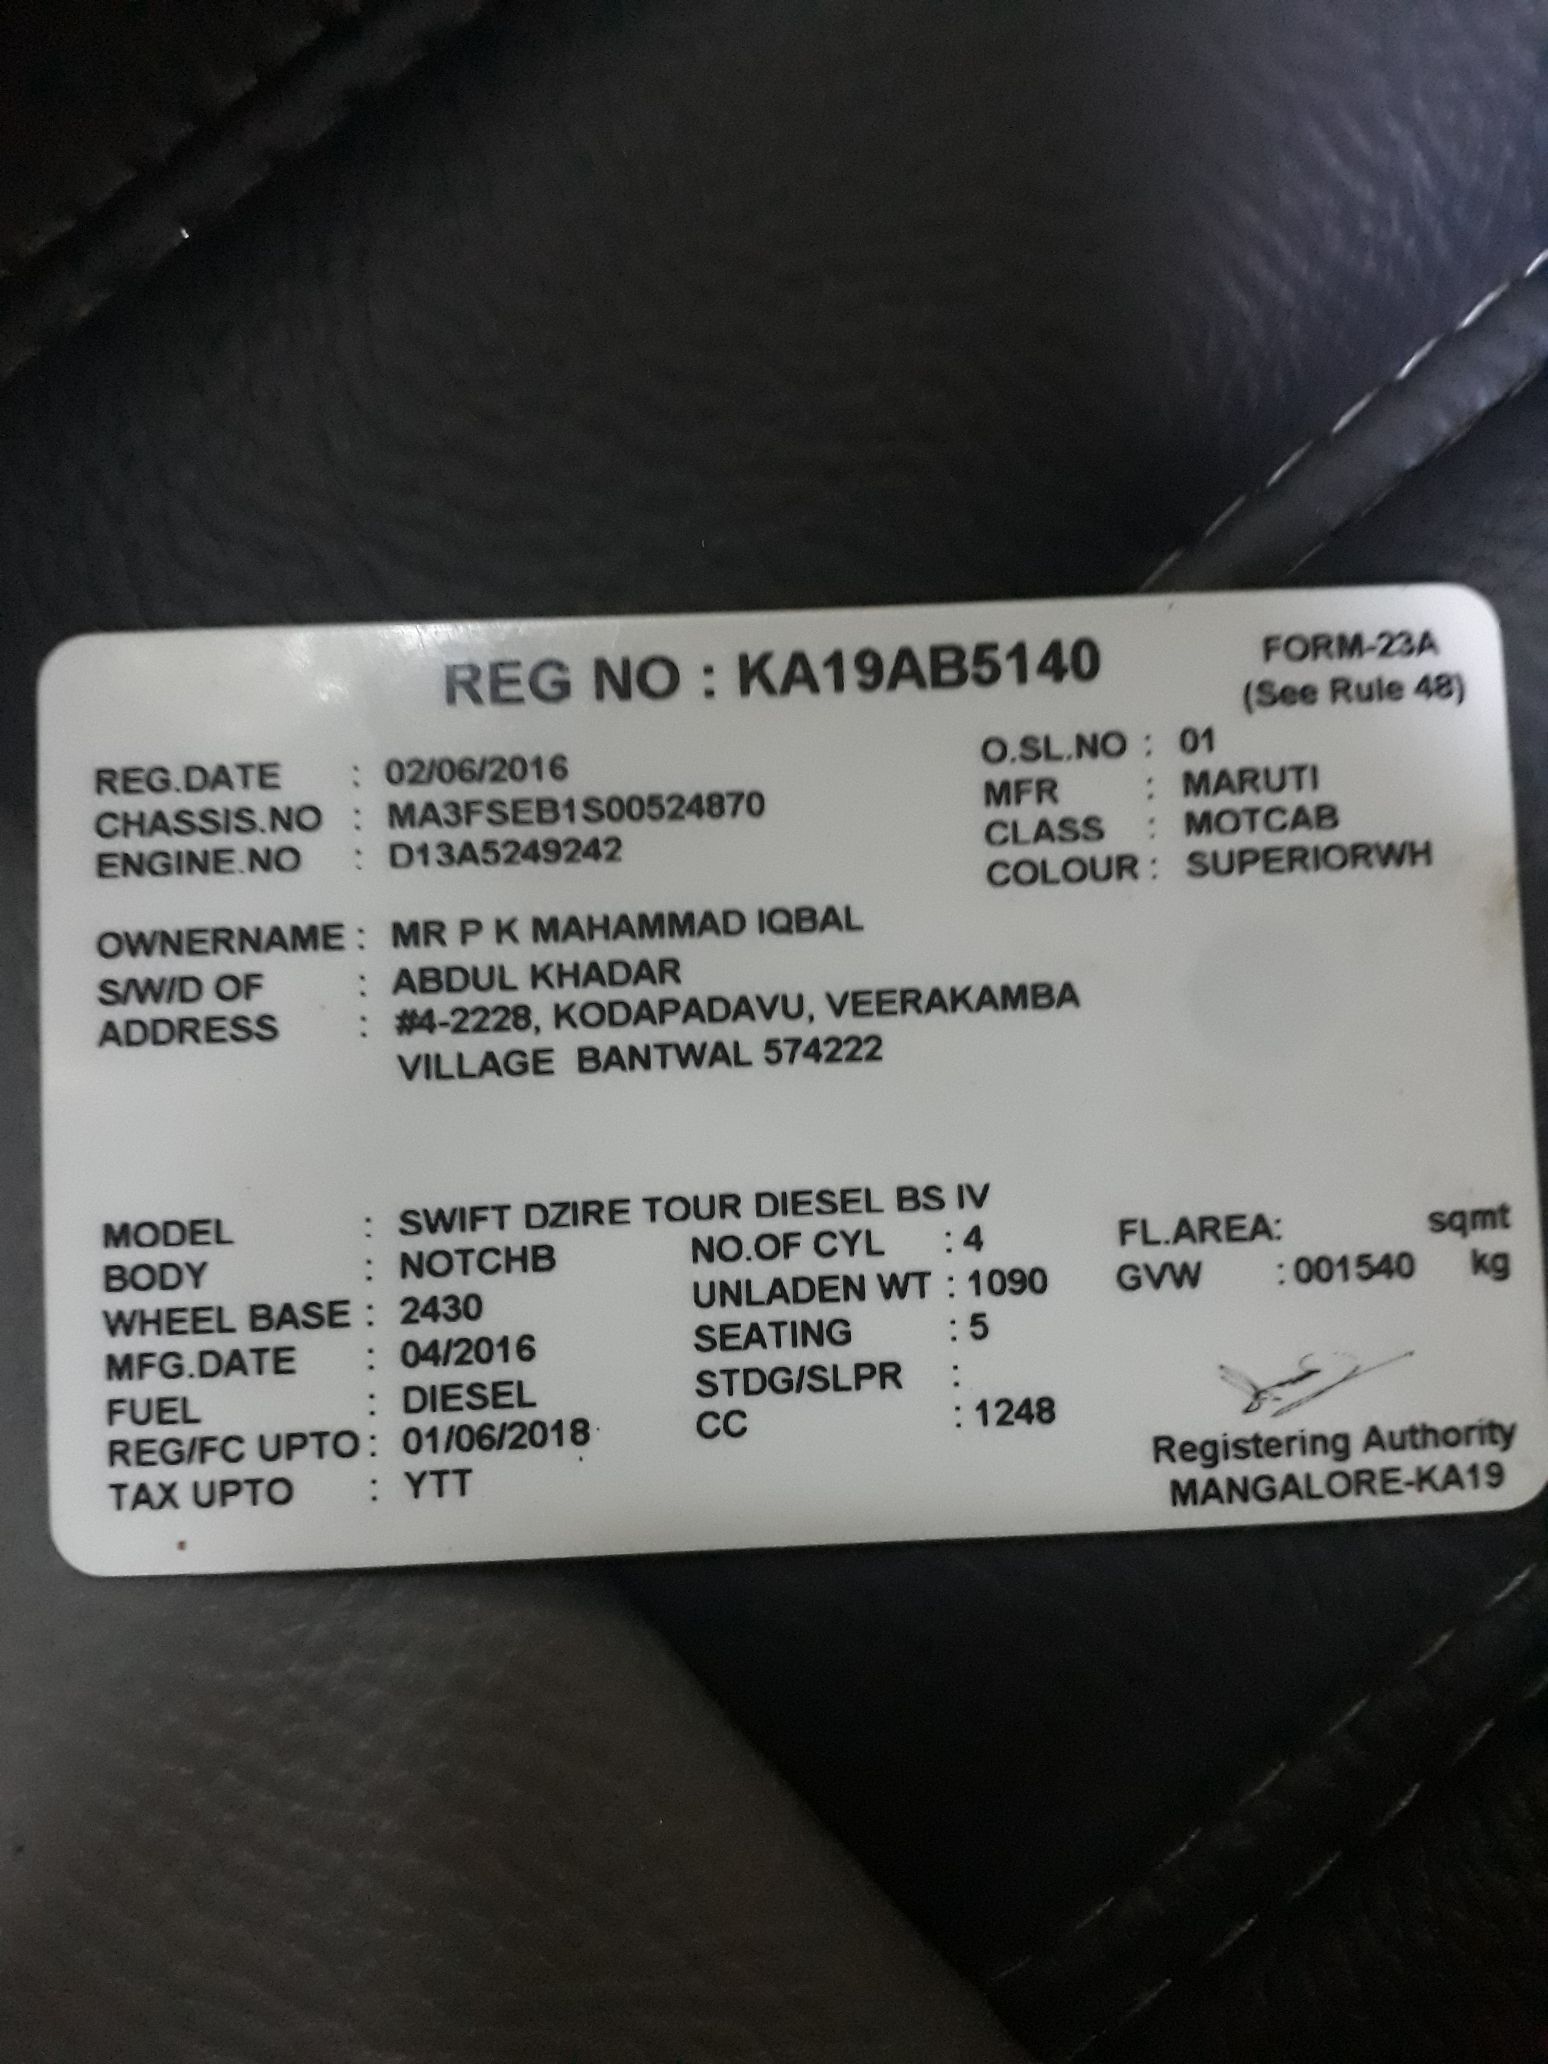 REG NO : KA19AB5140
FORM-23A
(See Rule 48)
REG.DATE : 02/06/2016
O.SL.NO : 01
CHASSIS.NO : MA3FSEB1S00524870
MFR : MARUTI
ENGINE.NO : D13A5249242
CLASS : MOTCAB
COLOUR : SUPERIORWH
OWNERNAME : MR P K MAHAMMAD IQBAL
S/W/D OF : ABDUL KHADAR
ADDRESS : #4-2228, KODAPADAVU, VEERAKAMBA
VILLAGE BANTWAL 574222
MODEL : SWIFT DZIRE TOUR DIESEL BS IV
BODY : NOTCHB
NO.OF CYL : 4
FL.AREA: sqmt
WHEEL BASE : 2430
UNLADEN WT : 1090
GVW : 001540 kg
MFG.DATE : 04/2016
SEATING : 5
FUEL : DIESEL
STDG/SLPR :
REG/FC UPTO : 01/06/2018
CC : 1248
TAX UPTO : YTT
Registering Authority
MANGALORE-KA19